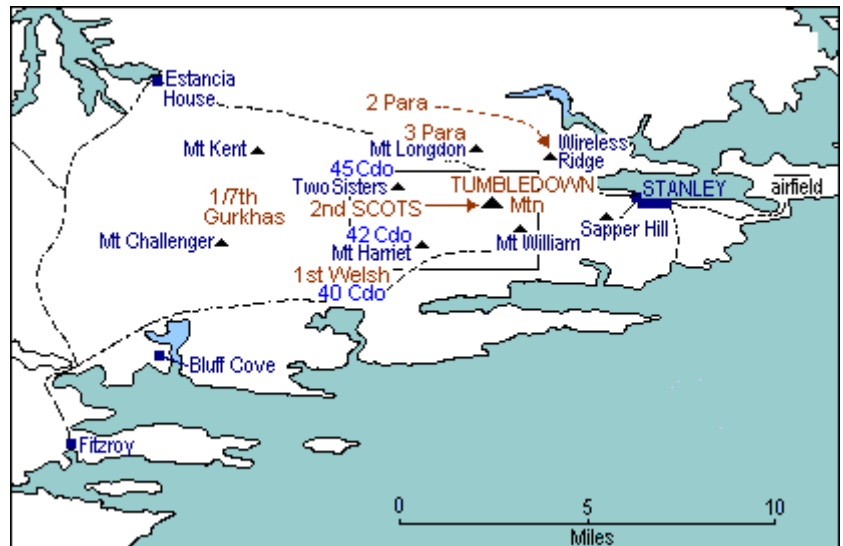 Estancia
House
2 Para
3 Para
Wireless
Ridge
Mt Kent
Mt Longdon
45 Cdo
Two Sisters
TUMBLEDOWN
Mtn
STANLEY
airfield
1/7th
Gurkhas
2nd SCOTS
Sapper Hill
Mt Challenger
42 Cdo
Mt Harriet
Mt William
1st Welsh
40 Cdo
Bluff Cove
Fitzroy
0
5
10
Miles